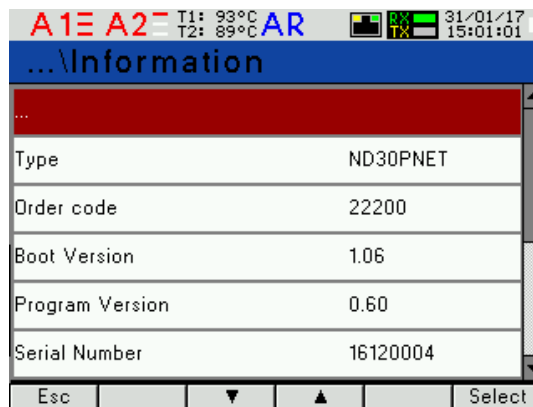 A1 A2 T1: 93°C AR RX 31/01/17
T2: 89°C TX 15:01:01
...\Information
...
Type ND30PNET
Order code 22200
Boot Version 1.06
Program Version 0.60
Serial Number 16120004
Esc ▼ ▲ Select